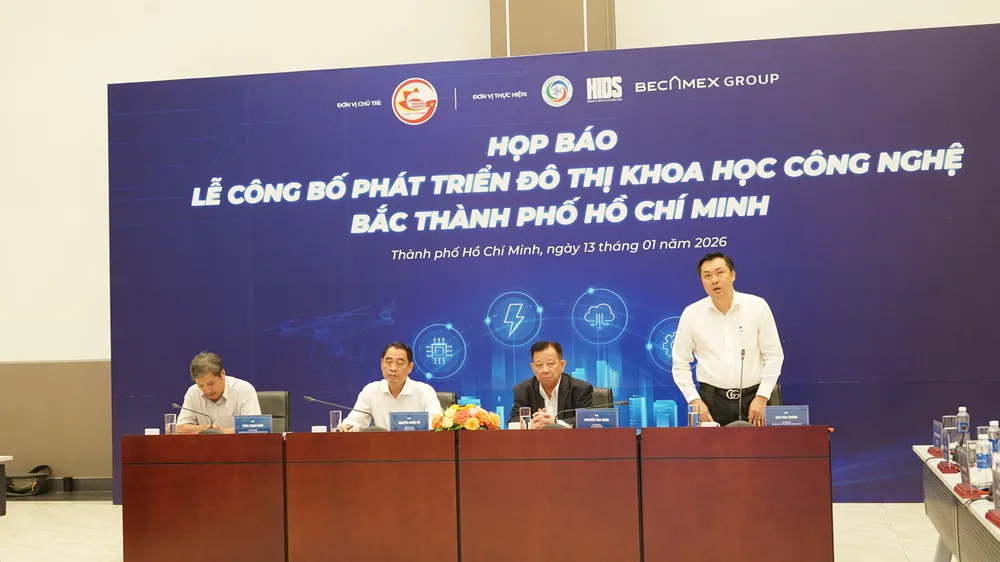 ĐƠN VỊ CHỦ TRÌ:
ĐƠN VỊ THỰC HIỆN:
HIDS
BECAMEX GROUP
HỌP BÁO
LỄ CÔNG BỐ PHÁT TRIỂN ĐÔ THỊ KHOA HỌC CÔNG NGHỆ
BẮC THÀNH PHỐ HỒ CHÍ MINH
Thành phố Hồ Chí Minh, ngày 13 tháng 01 năm 2026